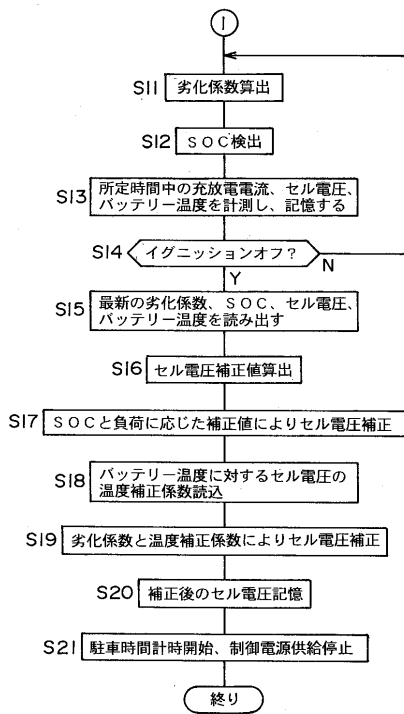 1
S11 劣化係数算出
S12 SOC検出
S13 所定時間中の充放電電流、セル電圧、
バッテリー温度を計測し、記憶する
S14 イグニッションオフ？ N
Y
S15 最新の劣化係数、SOC、セル電圧、
バッテリー温度を読み出す
S16 セル電圧補正値算出
S17 SOCと負荷に応じた補正値によりセル電圧補正
S18 バッテリー温度に対するセル電圧の
温度補正係数読込
S19 劣化係数と温度補正係数によりセル電圧補正
S20 補正後のセル電圧記憶
S21 駐車時間計時開始、制御電源供給停止
終り